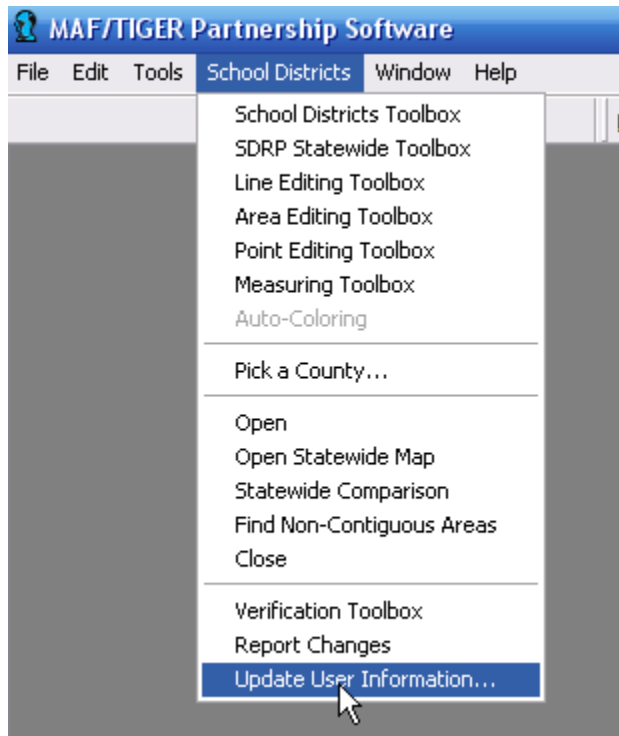 MAF/TIGER Partnership Software
File Edit Tools School Districts Window Help
School Districts Toolbox
SDRP Statewide Toolbox
Line Editing Toolbox
Area Editing Toolbox
Point Editing Toolbox
Measuring Toolbox
Auto-Coloring
Pick a County...
Open
Open Statewide Map
Statewide Comparison
Find Non-Contiguous Areas
Close
Verification Toolbox
Report Changes
Update User Information...